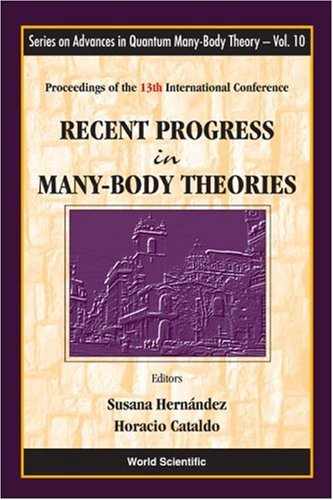 Series on Advances in Quantum Many-Body Theory – Vol. 10
Proceedings of the 13th International Conference
RECENT PROGRESS
in
MANY-BODY THEORIES
Editors
Susana Hernández
Horacio Cataldo
World Scientific